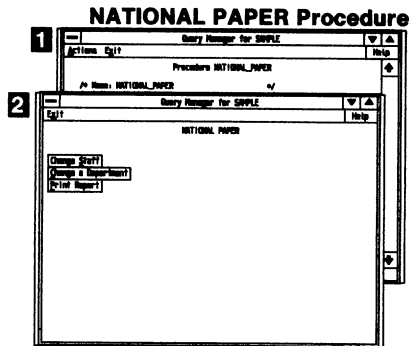 NATIONAL PAPER Procedure
1
Query Manager for SAMPLE
Actions Exit Help
Procedure NATIONAL_PAPER
/* Name: NATIONAL_PAPER */
2
Query Manager for SAMPLE
Exit Help
NATIONAL PAPER
Change Staff
Change a Department
Print Report